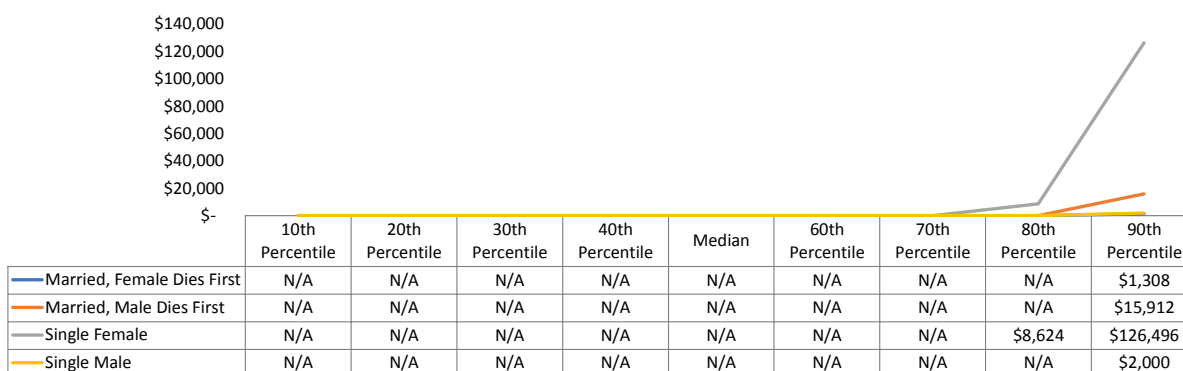 $140,000
$120,000
$100,000
$80,000
$60,000
$40,000
$20,000
$-
10th Percentile 20th Percentile 30th Percentile 40th Percentile Median 60th Percentile 70th Percentile 80th Percentile 90th Percentile
Married, Female Dies First N/A N/A N/A N/A N/A N/A N/A N/A $1,308
Married, Male Dies First N/A N/A N/A N/A N/A N/A N/A N/A $15,912
Single Female N/A N/A N/A N/A N/A N/A N/A $8,624 $126,496
Single Male N/A N/A N/A N/A N/A N/A N/A N/A $2,000